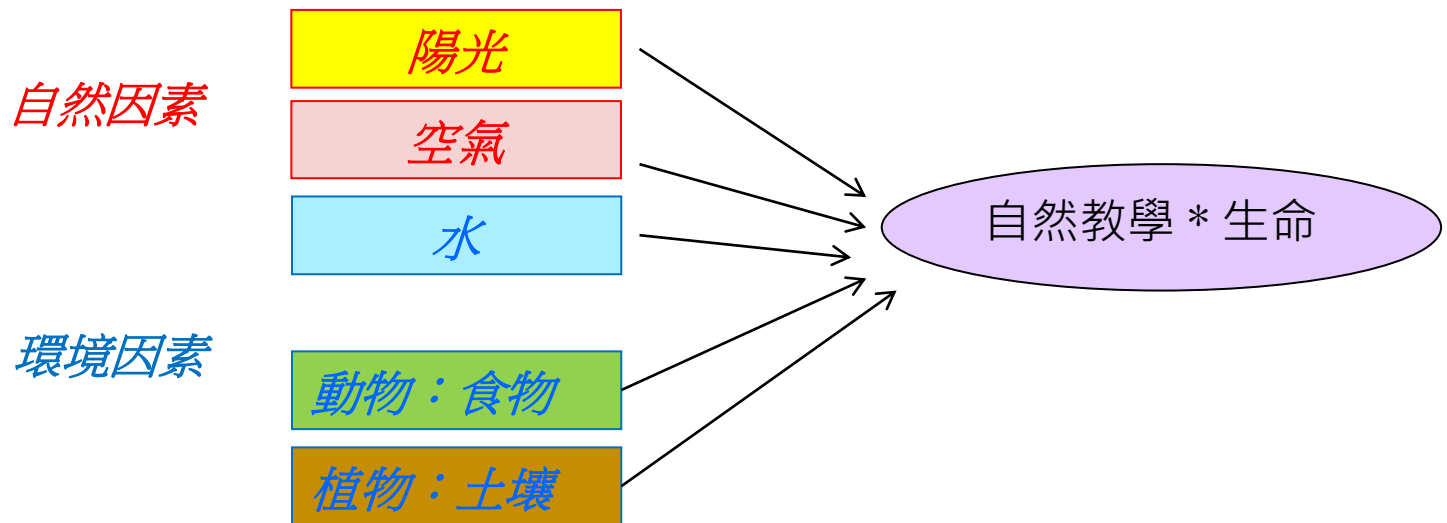 陽光
自然因素
空氣
水
自然教學＊生命
環境因素
動物：食物
植物：土壤